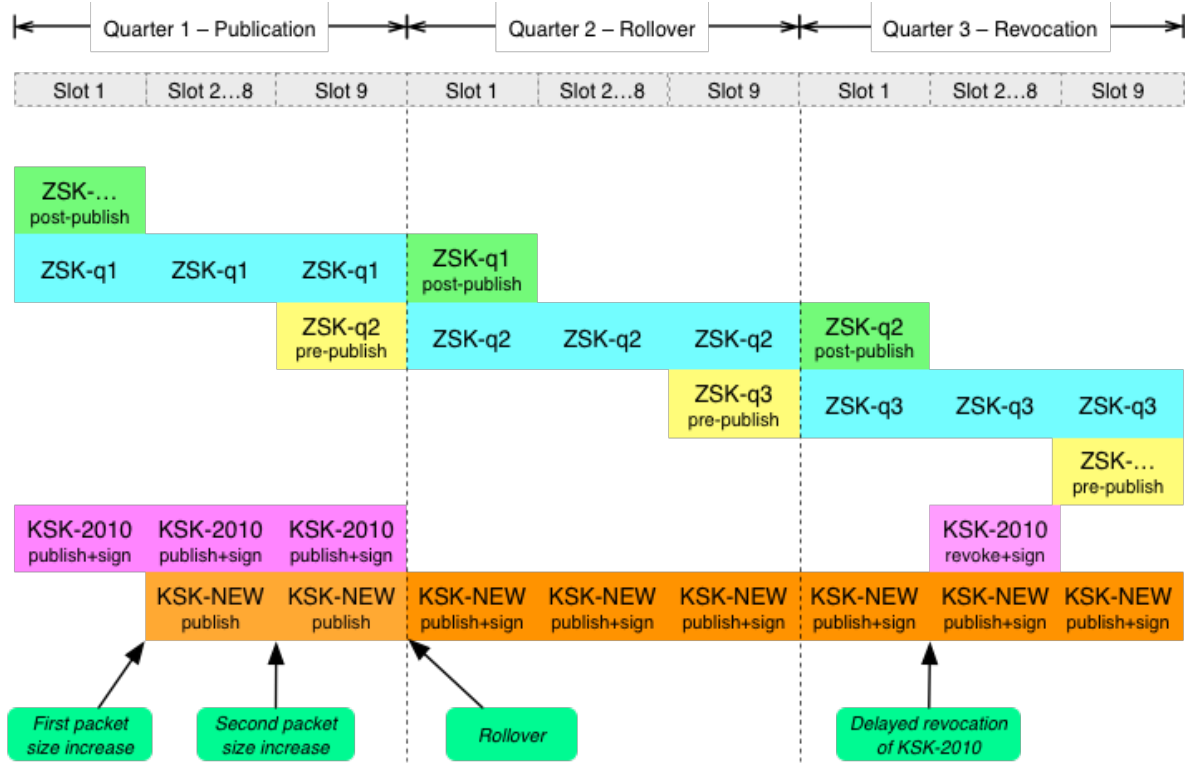 Quarter 1 – Publication Quarter 2 – Rollover Quarter 3 – Revocation
Slot 1 Slot 2...8 Slot 9 Slot 1 Slot 2...8 Slot 9 Slot 1 Slot 2...8 Slot 9
ZSK-...
post-publish
ZSK-q1 ZSK-q1 ZSK-q1 ZSK-q1
post-publish
ZSK-q2
pre-publish
ZSK-q2 ZSK-q2 ZSK-q2 ZSK-q2
post-publish
ZSK-q3
pre-publish
ZSK-q3 ZSK-q3 ZSK-q3
ZSK-...
pre-publish
KSK-2010 KSK-2010 KSK-2010 KSK-2010
publish+sign publish+sign publish+sign revoke+sign
KSK-NEW KSK-NEW KSK-NEW KSK-NEW KSK-NEW KSK-NEW KSK-NEW KSK-NEW
publish publish publish+sign publish+sign publish+sign publish+sign publish+sign publish+sign
First packet
size increase
Second packet
size increase
Rollover
Delayed revocation
of KSK-2010